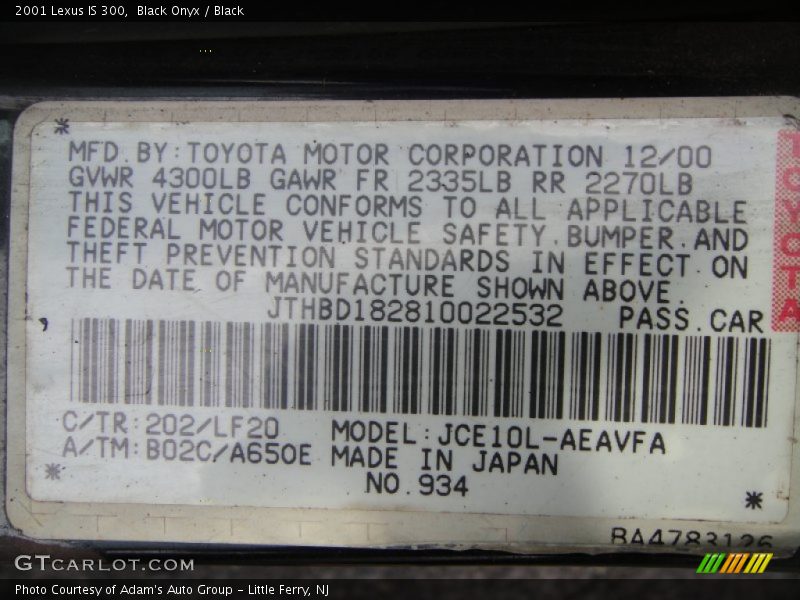 2001 Lexus IS 300,  Black Onyx / Black
MFD.BY:TOYOTA MOTOR CORPORATION 12/00
GVWR 4300LB GAWR FR 2335LB RR 2270LB
THIS VEHICLE CONFORMS TO ALL APPLICABLE
FEDERAL MOTOR VEHICLE SAFETY,BUMPER,AND
THEFT PREVENTION STANDARDS IN EFFECT ON
THE DATE OF MANUFACTURE SHOWN ABOVE.
TOYOTA
JTHBD182810022532 PASS.CAR
C/TR:202/LF20 MODEL:JCE10L-AEAVFA
A/TM:B02C/A650E MADE IN JAPAN
NO.934
BA4783126
GTCARLOT.COM
Photo Courtesy of Adam's Auto Group - Little Ferry, NJ